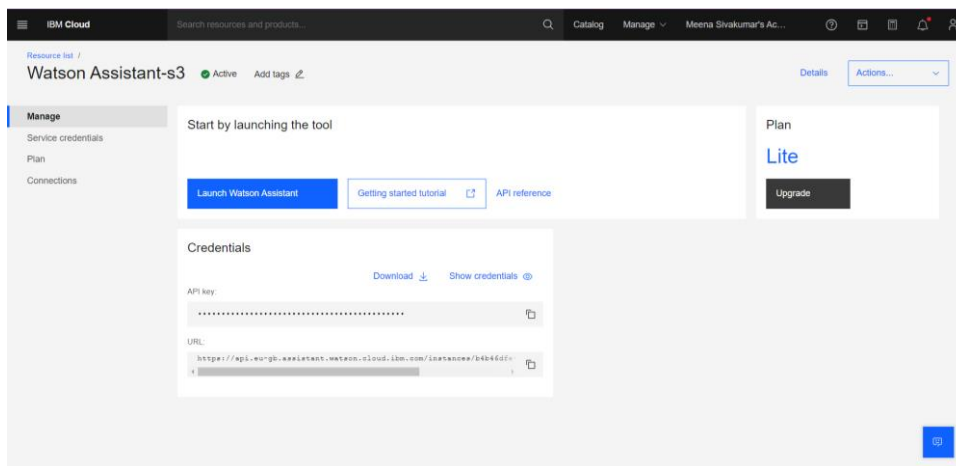 IBM Cloud
Search resources and products...
Catalog
Manage
Meena Sivakumar's Ac...
Resource list /
Watson Assistant-s3
Active
Add tags
Details
Actions...
Manage
Service credentials
Plan
Connections
Start by launching the tool
Launch Watson Assistant
Getting started tutorial
API reference
Plan
Lite
Upgrade
Credentials
Download
Show credentials
API key:
URL:
https://api.eu-gb.assistant.watson.cloud.ibm.com/instances/